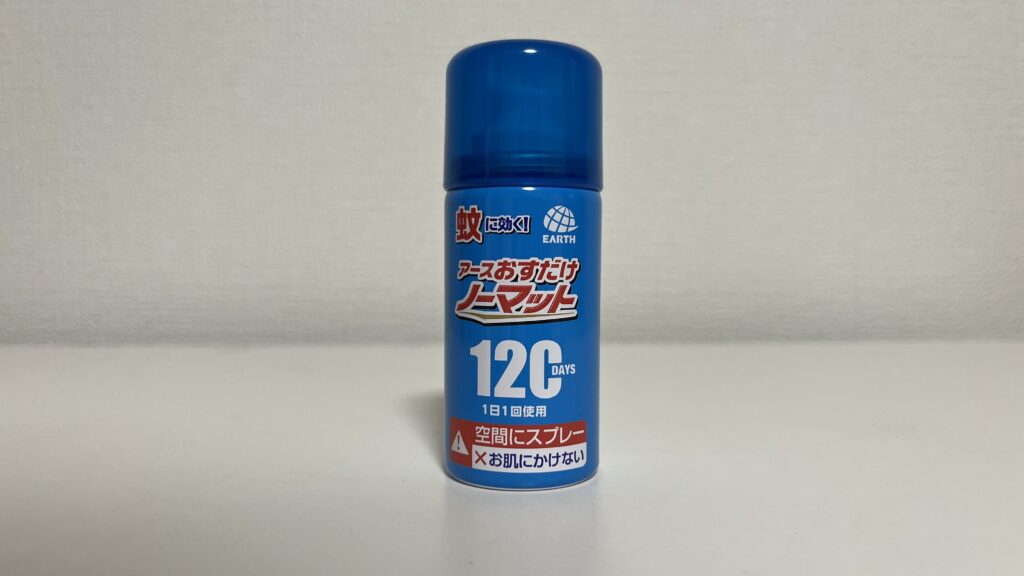 蚊に効く!
EARTH
アースおすだけ
ノーマット
120
DAYS
1日1回使用
空間にスプレー
×お肌にかけない